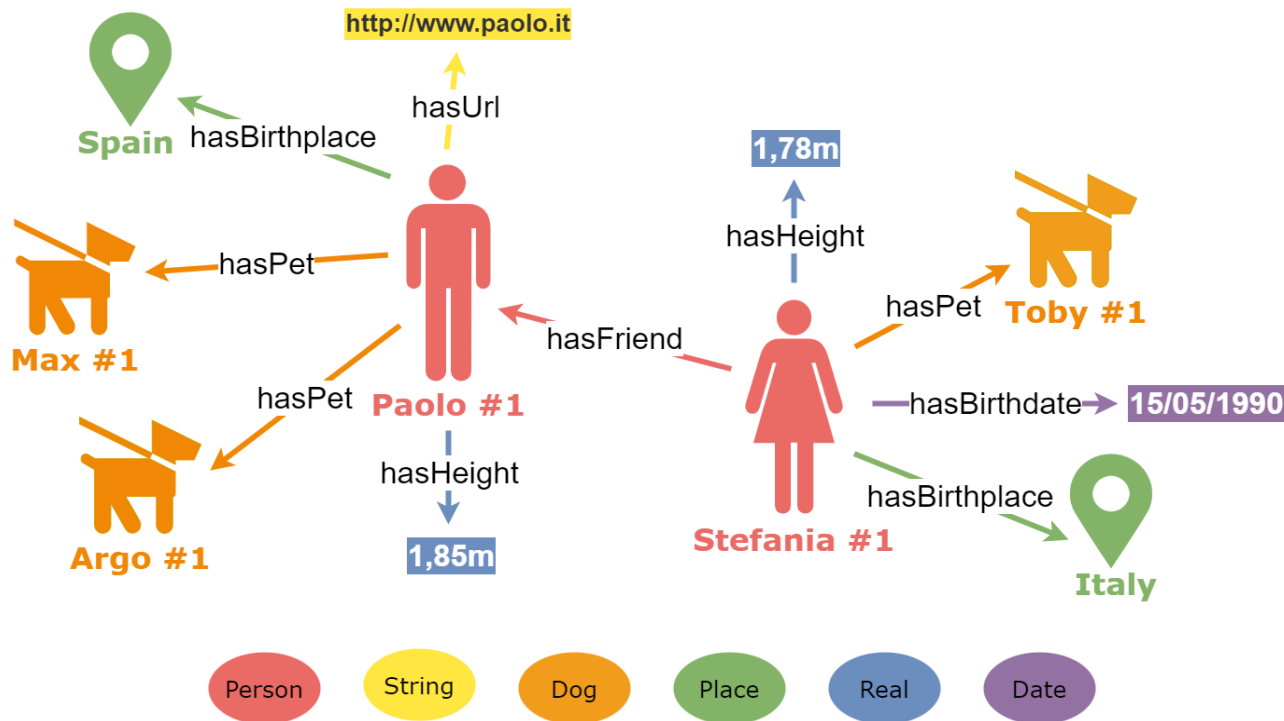 http://www.paolo.it
hasUrl
Spain
hasBirthplace
1,78m
hasHeight
hasPet
Max #1
hasFriend
hasPet
Toby #1
hasPet
Paolo #1
hasBirthdate
15/05/1990
hasHeight
Argo #1
1,85m
hasBirthplace
Stefania #1
Italy
Person
String
Dog
Place
Real
Date